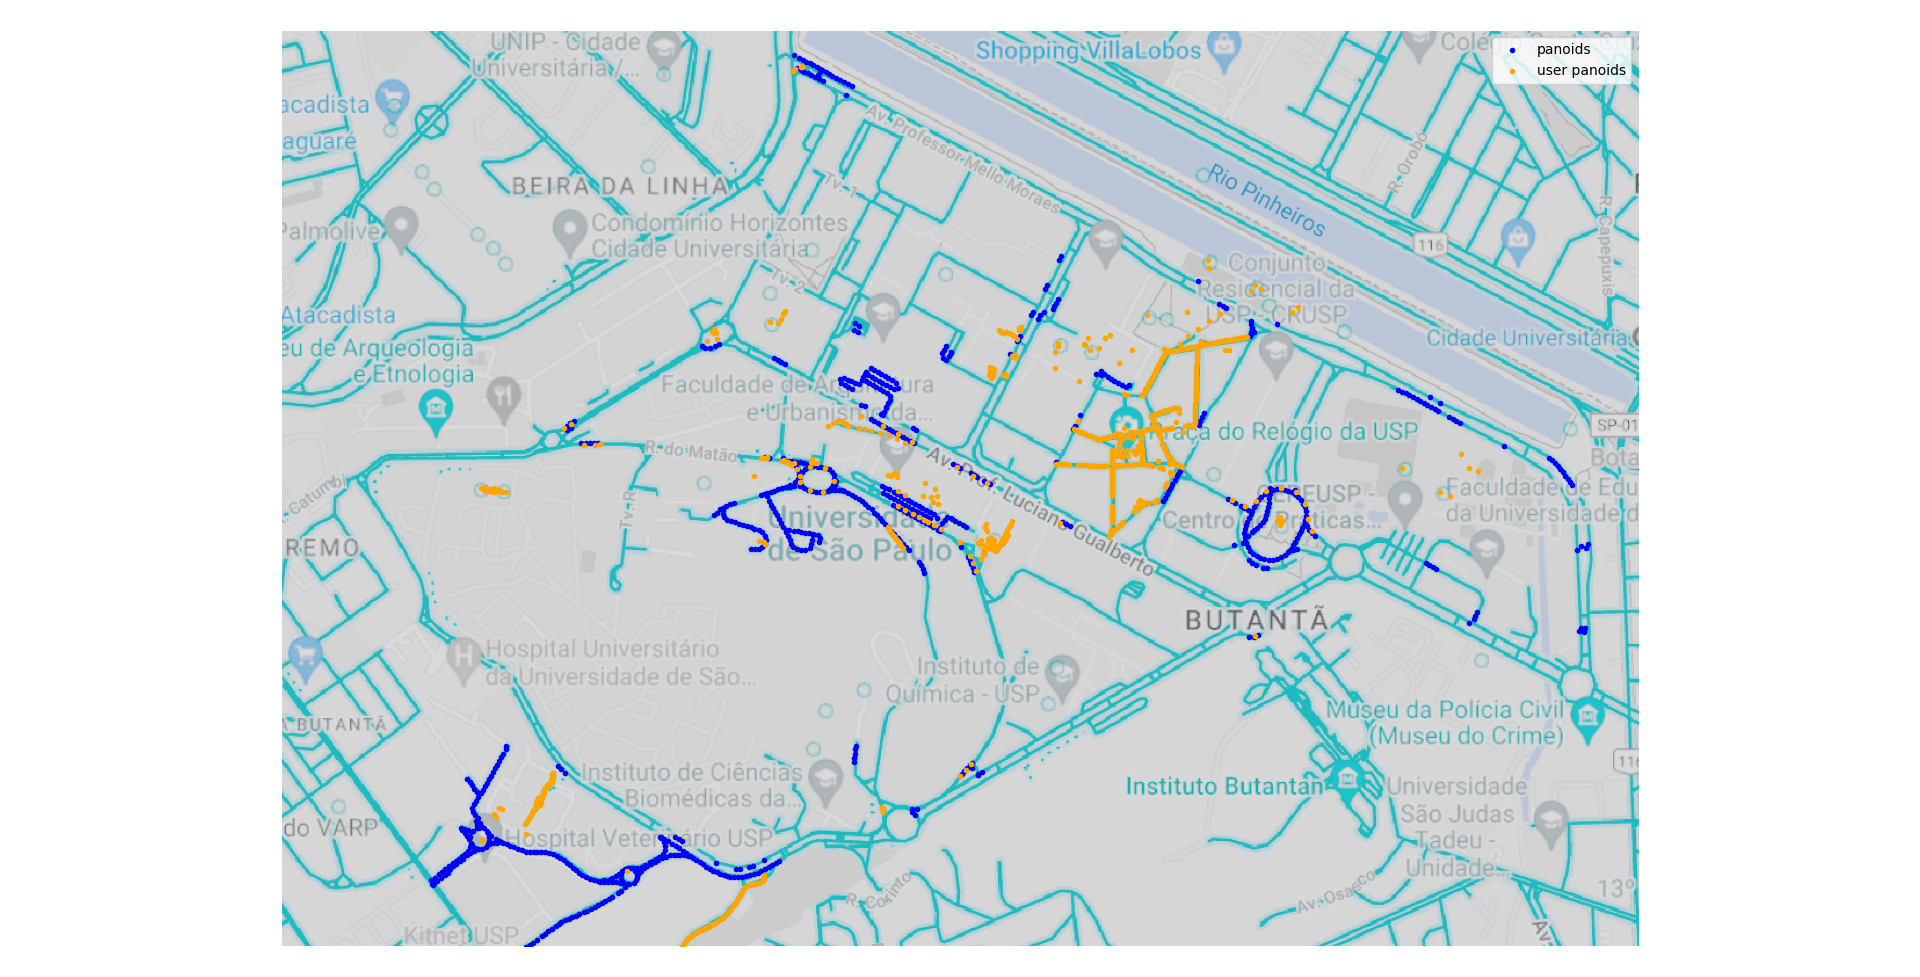 UNIP - Cidade
Universitária /...
Shopping VillaLobos
Cole
panoids
user panoids
acadista
aguaré
Av. Professor Mello Moraes
BEIRA DA LINHA
Tv. 1
Rio Pinheiros
R. Orobó
R. Capepuxis
116
Palmolive
Condomínio Horizontes
Cidade Universitária
Tv. 2
Conjunto
Residencial da
USP - CRUSP
Atacadista
Cidade Universitária
eu de Arqueologia
e Etnologia
Faculdade de Arquitetura
e Urbanismo da...
SP-01
Bota
R. do Matão
Praça do Relógio da USP
Av. Prof. Luciano Gualberto
Catumbi
Tv. R
CEPEUSP -
Centro de Práticas...
Faculdade de Edu
da Universidade d
Universidade
de São Paulo
REMO
BUTANTÃ
Hospital Universitário
da Universidade de São...
Instituto de
Química - USP
A BUTANTÃ
Museu da Polícia Civil
(Museu do Crime)
116
Instituto de Ciências
Biomédicas da...
Instituto Butantan
Universidade
São Judas
Tadeu -
Unidade...
do VARP
Hospital Veterinário USP
R. Corinto
Av. Osasco
13º
Kitnet USP
Av.